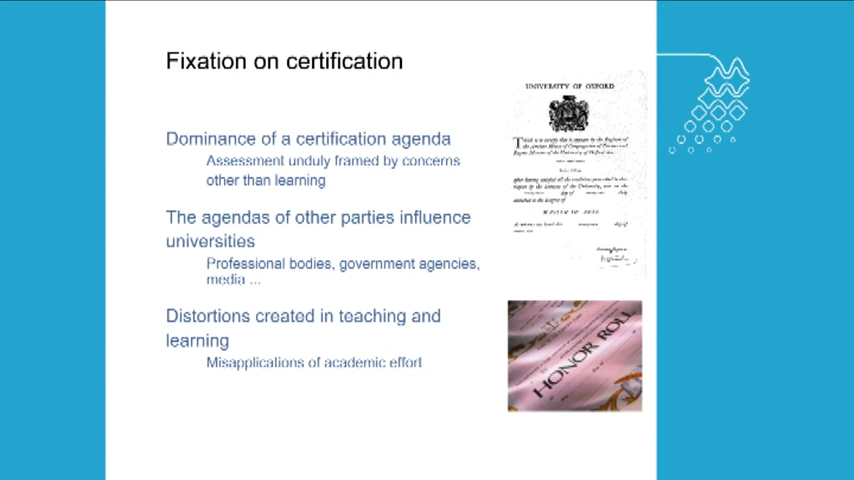 Fixation on certification
Dominance of a certification agenda
Assessment unduly framed by concerns
other than learning
The agendas of other parties influence
universities
Professional bodies, government agencies,
media ...
Distortions created in teaching and
learning
Misapplications of academic effort
UNIVERSITY OF OXFORD
HONOR ROLL